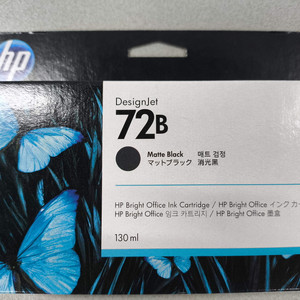 hp
DesignJet
72B
Matte Black 매트 검정
マットブラック 消光黒
HP Bright Office Ink Cartridge / HP Bright Office インク カー
HP Bright Office 잉크 카트리지 / HP Bright Office 墨盒
130 ml